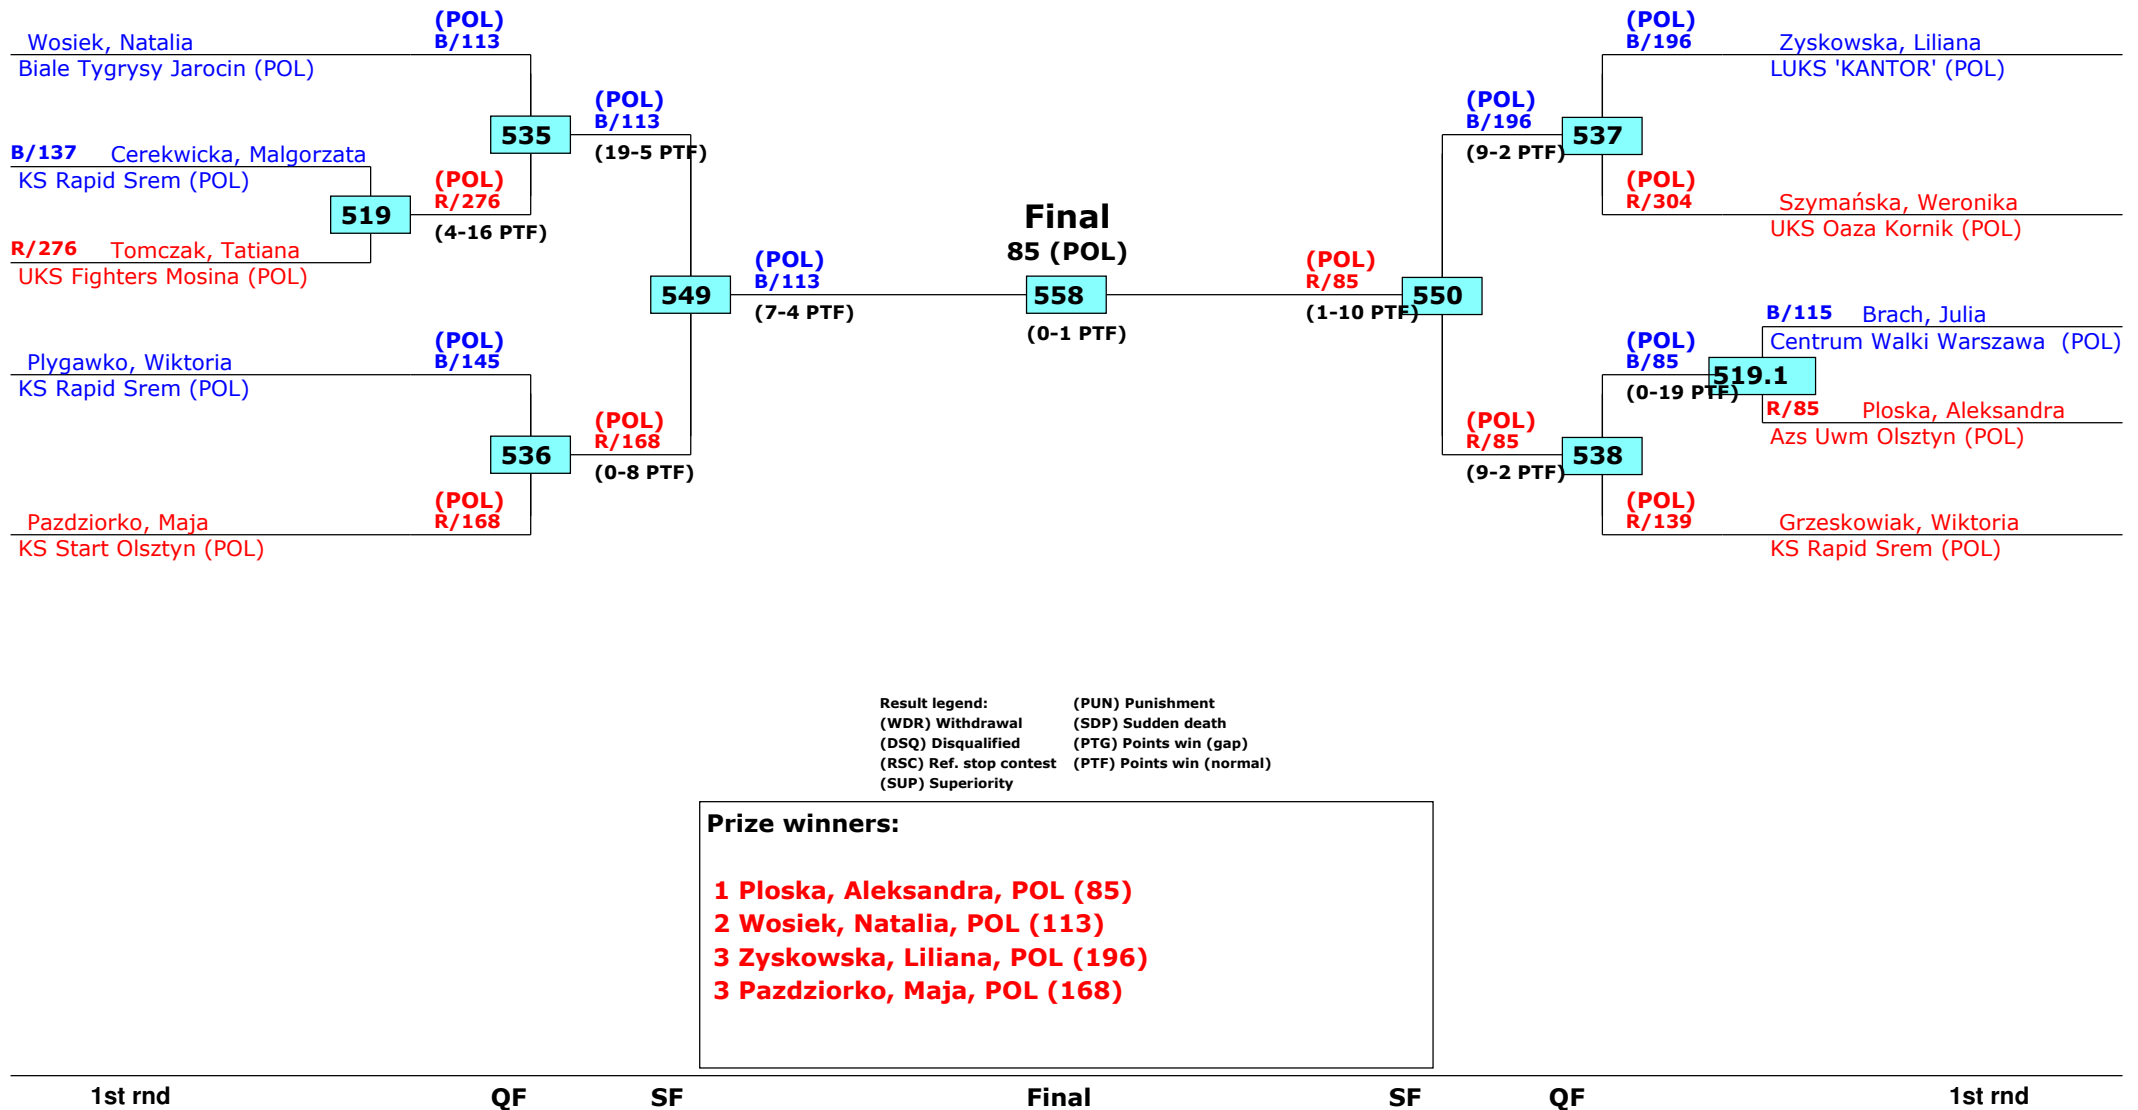 (POL)
B/113
Wosiek, Natalia
Biale Tygrysy Jarocin (POL)
B/137 Cerekwicka, Malgorzata
KS Rapid Srem (POL)
519
R/276 Tomczak, Tatiana
UKS Fighters Mosina (POL)
(POL)
R/276
(4-16 PTF)
535
(POL)
B/113
(19-5 PTF)
Plygawko, Wiktoria
KS Rapid Srem (POL)
(POL)
B/145
536
Pazdziorko, Maja
KS Start Olsztyn (POL)
(POL)
R/168
(POL)
R/168
(0-8 PTF)
549
(POL)
B/113
(7-4 PTF)
Final
85 (POL)
558
(0-1 PTF)
(POL)
R/85
(1-10 PTF)
550
(POL)
B/196
(9-2 PTF)
537
(POL)
B/196
Zyskowska, Liliana
LUKS 'KANTOR' (POL)
(POL)
R/304
Szymańska, Weronika
UKS Oaza Kornik (POL)
B/115 Brach, Julia
Centrum Walki Warszawa (POL)
519.1
(POL)
B/85
(0-19 PTF)
R/85 Ploska, Aleksandra
Azs Uwm Olsztyn (POL)
(POL)
R/85
(9-2 PTF)
538
(POL)
R/139
Grzeskowiak, Wiktoria
KS Rapid Srem (POL)
Result legend: (PUN) Punishment
(WDR) Withdrawal (SDP) Sudden death
(DSQ) Disqualified (PTG) Points win (gap)
(RSC) Ref. stop contest (PTF) Points win (normal)
(SUP) Superiority
Prize winners:
1 Ploska, Aleksandra, POL (85)
2 Wosiek, Natalia, POL (113)
3 Zyskowska, Liliana, POL (196)
3 Pazdziorko, Maja, POL (168)
1st rnd QF SF Final SF QF 1st rnd